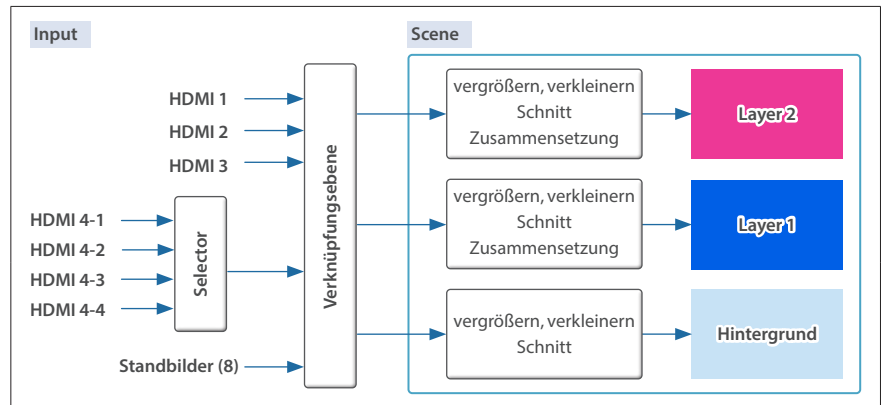 Input
Scene
HDMI 1
HDMI 2
HDMI 3
HDMI 4-1
HDMI 4-2
HDMI 4-3
HDMI 4-4
Selector
Standbilder (8)
Verknüpfungsebene
vergrößern, verkleinern
Schnitt
Zusammensetzung
Layer 2
vergrößern, verkleinern
Schnitt
Zusammensetzung
Layer 1
vergrößern, verkleinern
Schnitt
Hintergrund